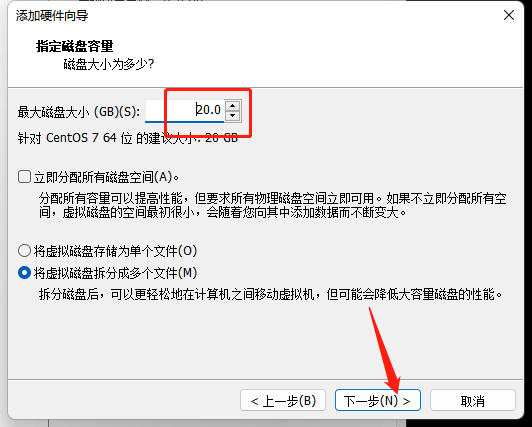 添加硬件向导
指定磁盘容量
磁盘大小为多少?
最大磁盘大小 (GB)(S): 20.0
针对 CentOS 7 64 位 的建议大小: 20 GB
立即分配所有磁盘空间(A)。
分配所有容量可以提高性能，但要求所有物理磁盘空间立即可用。如果不立即分配所有空
间，虚拟磁盘的空间最初很小，会随着您向其中添加数据而不断变大。
将虚拟磁盘存储为单个文件(O)
将虚拟磁盘拆分成多个文件(M)
拆分磁盘后，可以更轻松地在计算机之间移动虚拟机，但可能会降低大容量磁盘的性能。
< 上一步(B) 下一步(N) > 取消